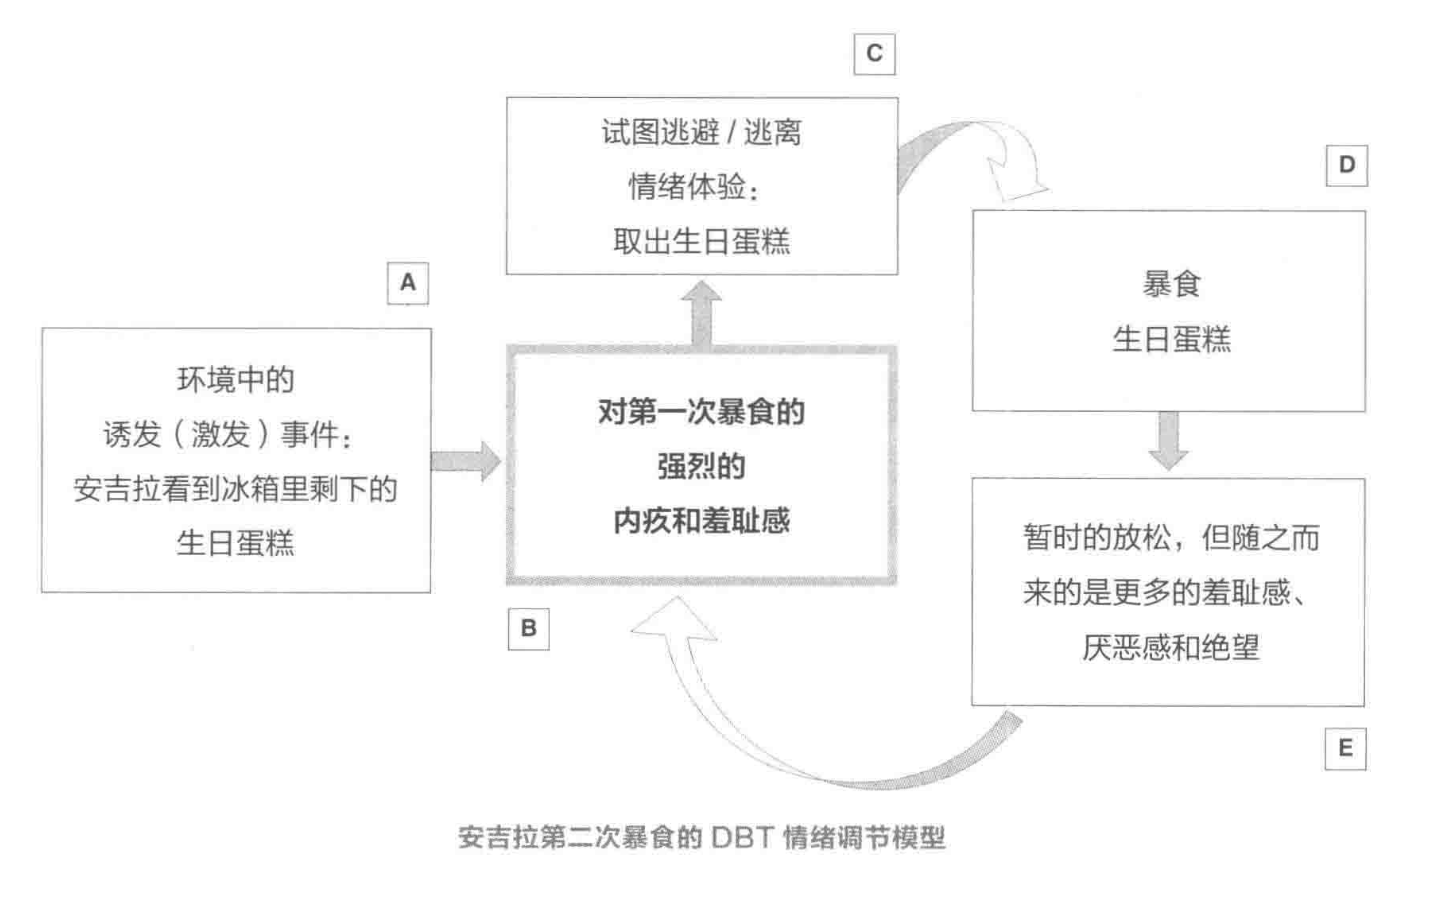 C
试图逃避 / 逃离
情绪体验：
取出生日蛋糕
D
暴食
生日蛋糕
A
环境中的
诱发（激发）事件：
安吉拉看到冰箱里剩下的
生日蛋糕
对第一次暴食的
强烈的
内疚和羞耻感
B
暂时的放松，但随之而
来的是更多的羞耻感、
厌恶感和绝望
E
安吉拉第二次暴食的 DBT 情绪调节模型